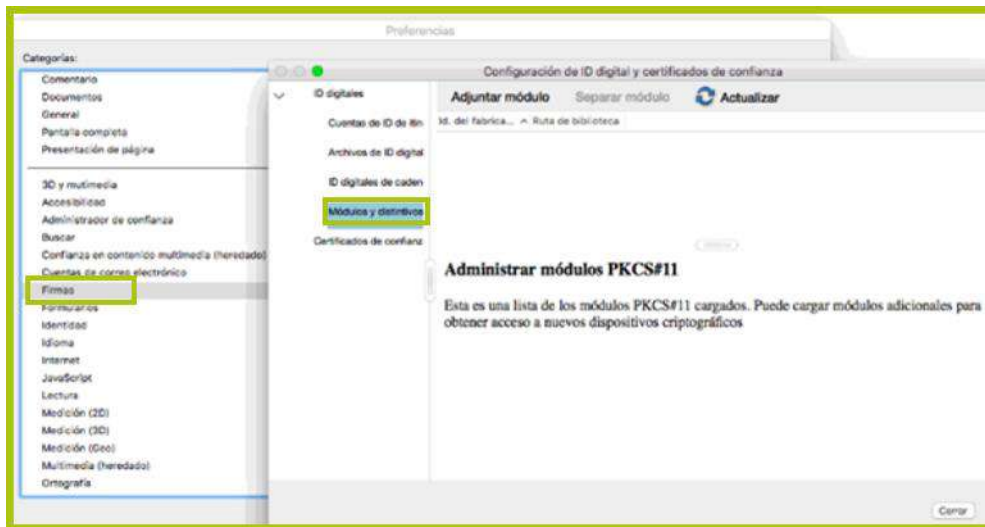 Preferencias
Categorías:
Comentario
Documentos
General
Pantalla completa
Presentación de página
3D y mutimedia
Accesibilidad
Administrador de confianza
Buscar
Confianza en contenido multimedia (heredado)
Cuentas de correo electrónico
Firmas
Formularios
Identidad
Idioma
Internet
JavaScript
Lectura
Medición (2D)
Medición (3D)
Medición (Geo)
Multimedia (heredado)
Ortografía
Configuración de ID digital y certificados de confianza
ID digitales
Cuentas de ID de itin
Archivos de ID digital
ID digitales de caden
Módulos y distintivos
Certificados de confianz
Adjuntar módulo Separar módulo Actualizar
Id. del fabrica... Ruta de biblioteca
Administrar módulos PKCS#11
Esta es una lista de los módulos PKCS#11 cargados. Puede cargar módulos adicionales para
obtener acceso a nuevos dispositivos criptográficos
Cerrar